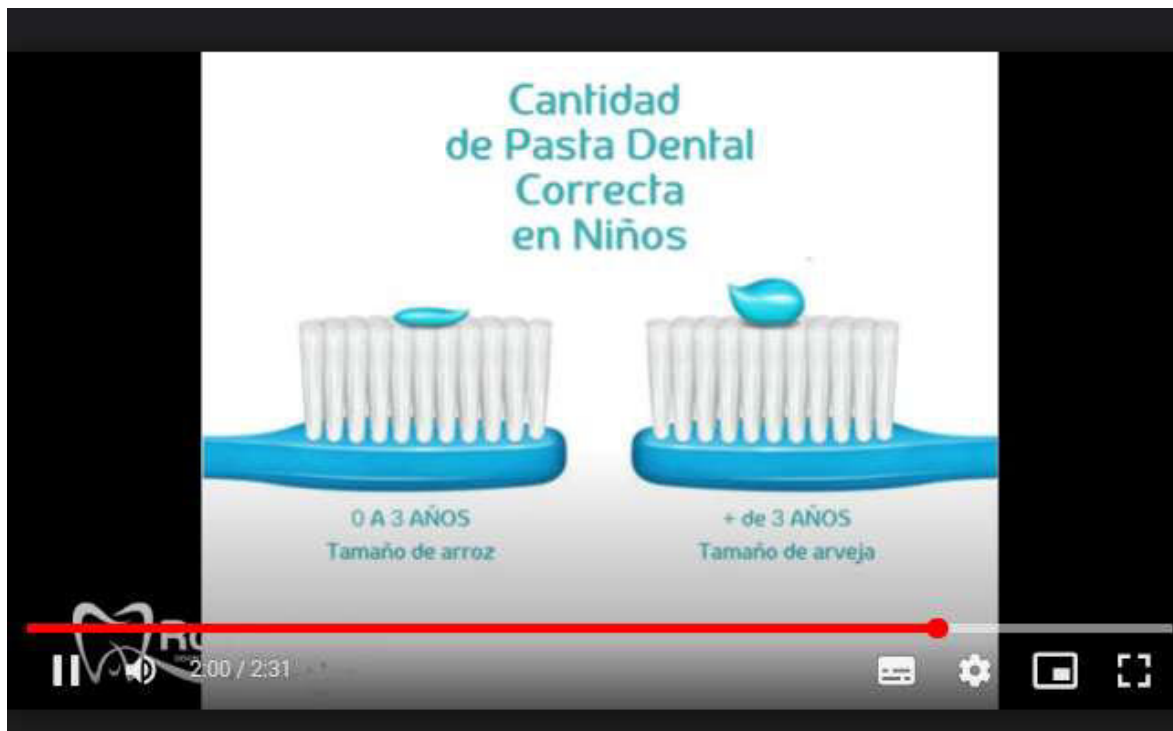 Cantidad
de Pasta Dental
Correcta
en Niños
0 A 3 AÑOS
Tamaño de arroz
+ de 3 AÑOS
Tamaño de arveja
2:00 / 2:31